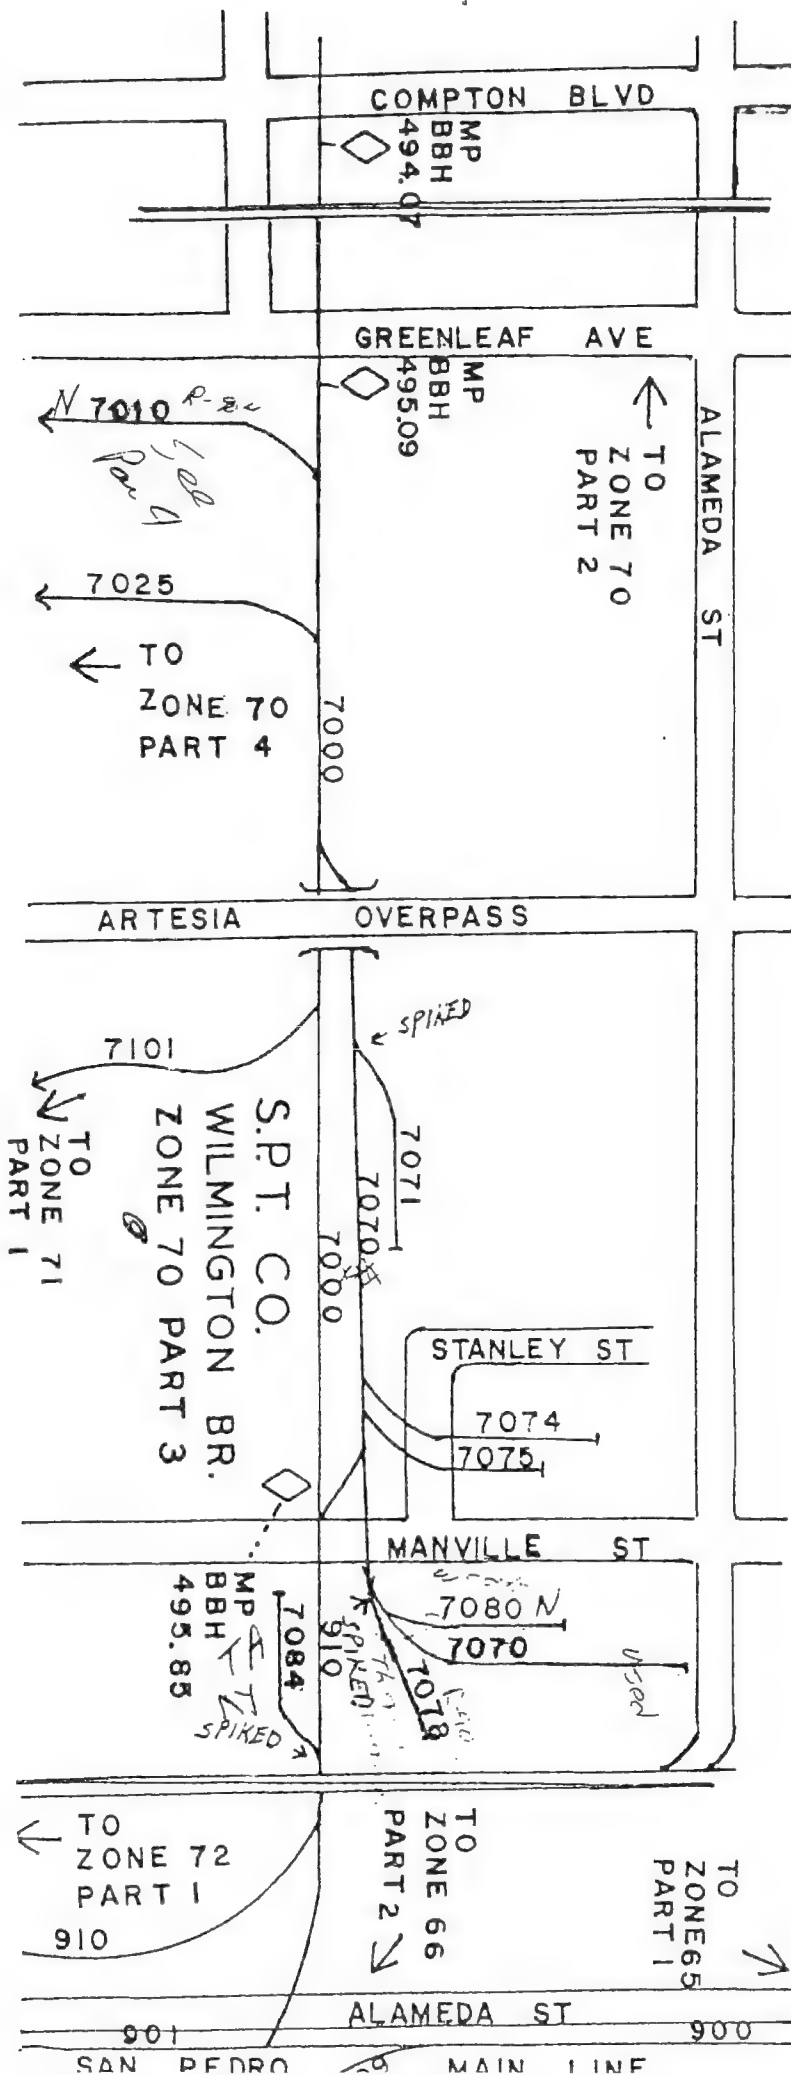 COMPTON BLVD
MP
BBH
494.07
GREENLEAF AVE
MP
BBH
495.09
N 7010
See
Par 4
TO
ZONE 70
PART 2
ALAMEDA ST
7025
TO
ZONE 70
PART 4
7000
ARTESIA OVERPASS
SPIKED
7101
TO
ZONE 71
PART 1
S.P.T. CO.
WILMINGTON BR.
ZONE 70 PART 3
7071
7070
7000
STANLEY ST
7074
7075
MANVILLE ST
MP
BBH
495.85
7084
910
SPIKED
7080 N
7070
7078
used
SPIKED
TO
ZONE 72
PART 1
910
TO
ZONE 66
PART 2
TO
ZONE 65
PART 1
ALAMEDA ST
901
900
SAN PEDRO MAIN LINE